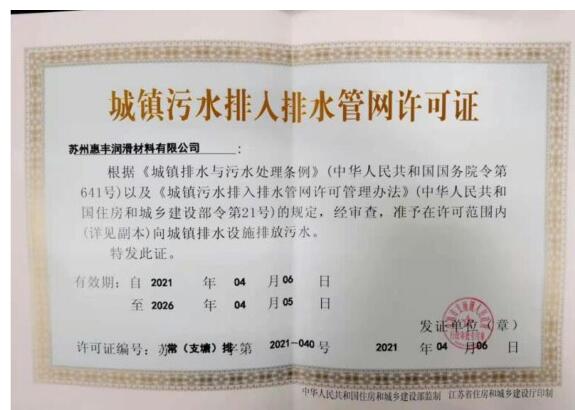 城镇污水排入排水管网许可证
苏州惠丰润滑材料有限公司 :
根据《城镇排水与污水处理条例》(中华人民共和国国务院令第
641号)以及《城镇污水排入排水管网许可管理办法》(中华人民共和
国住房和城乡建设部令第21号)的规定，经审查，准予在许可范围内
(详见副本)向城镇排水设施排放污水。
特发此证。
有效期：自 2021 年 04 月 06 日
至 2026 年 04 月 05 日
发证单位（章）
许可证编号：苏 常（支塘）排 字第 2021-040 号 2021 年 04 月 06 日
中华人民共和国住房和城乡建设部监制 江苏省住房和城乡建设厅印制